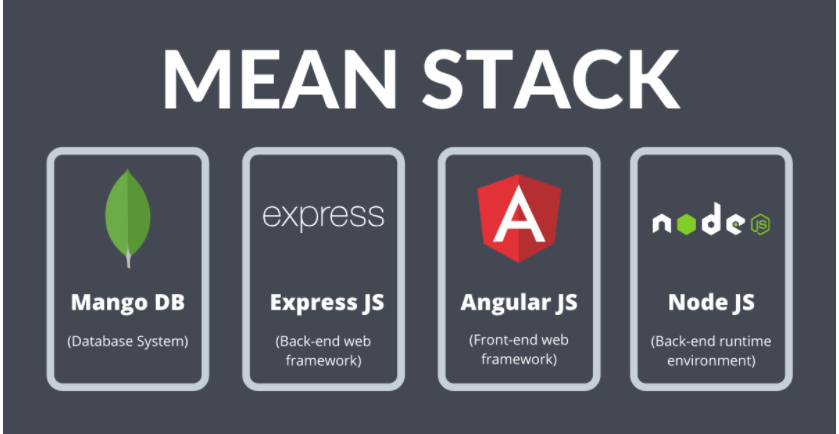 MEAN STACK
express
A
node
JS
Mango DB
Express JS
Angular JS
Node JS
(Database System)
(Back-end web
framework)
(Front-end web
framework)
(Back-end runtime
environment)